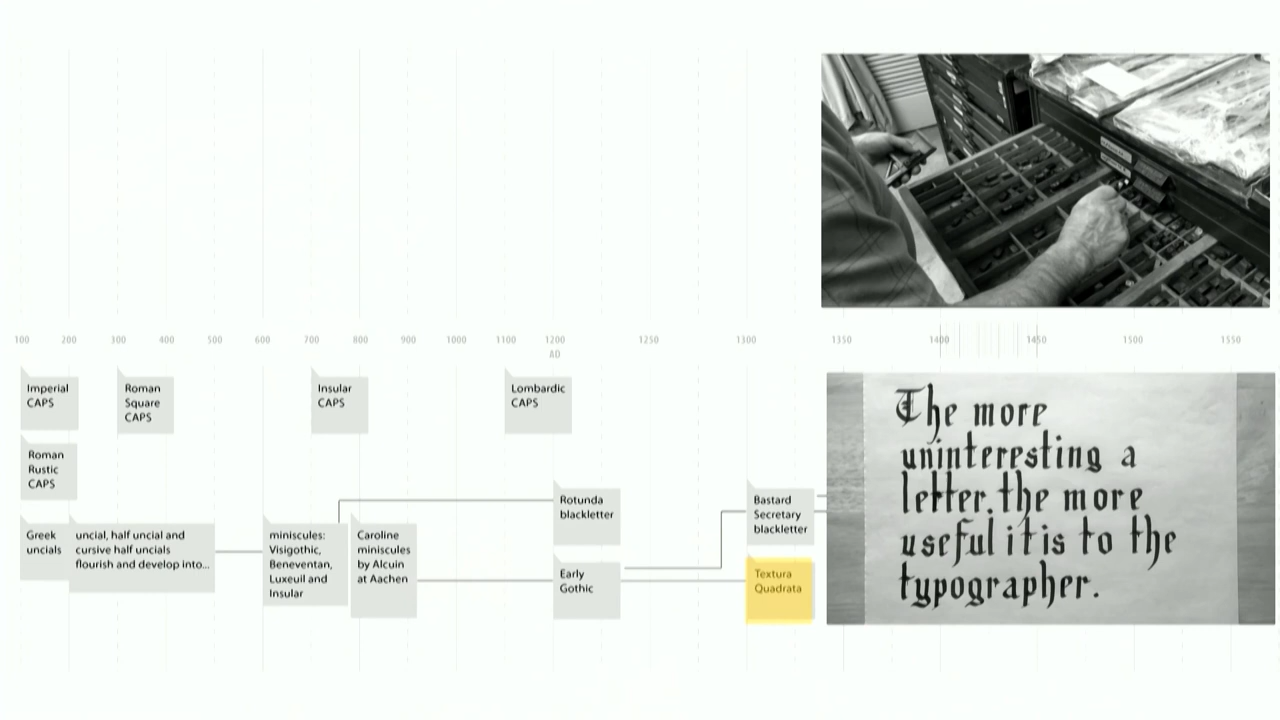 100 200 300 400 500 600 700 800 900 1000 1100 1200 1250 1300 1350 1400 1450 1500 1550
AD
Imperial
CAPS
Roman
Square
CAPS
Insular
CAPS
Lombardic
CAPS
Roman
Rustic
CAPS
Greek
uncials
uncial, half uncial and
cursive half uncials
flourish and develop into...
miniscules:
Visigothic,
Beneventan,
Luxeuil and
Insular
Caroline
miniscules
by Alcuin
at Aachen
Rotunda
blackletter
Early
Gothic
Bastard
Secretary
blackletter
Textura
Quadrata
The more
uninteresting a
letter, the more
useful it is to the
typographer.